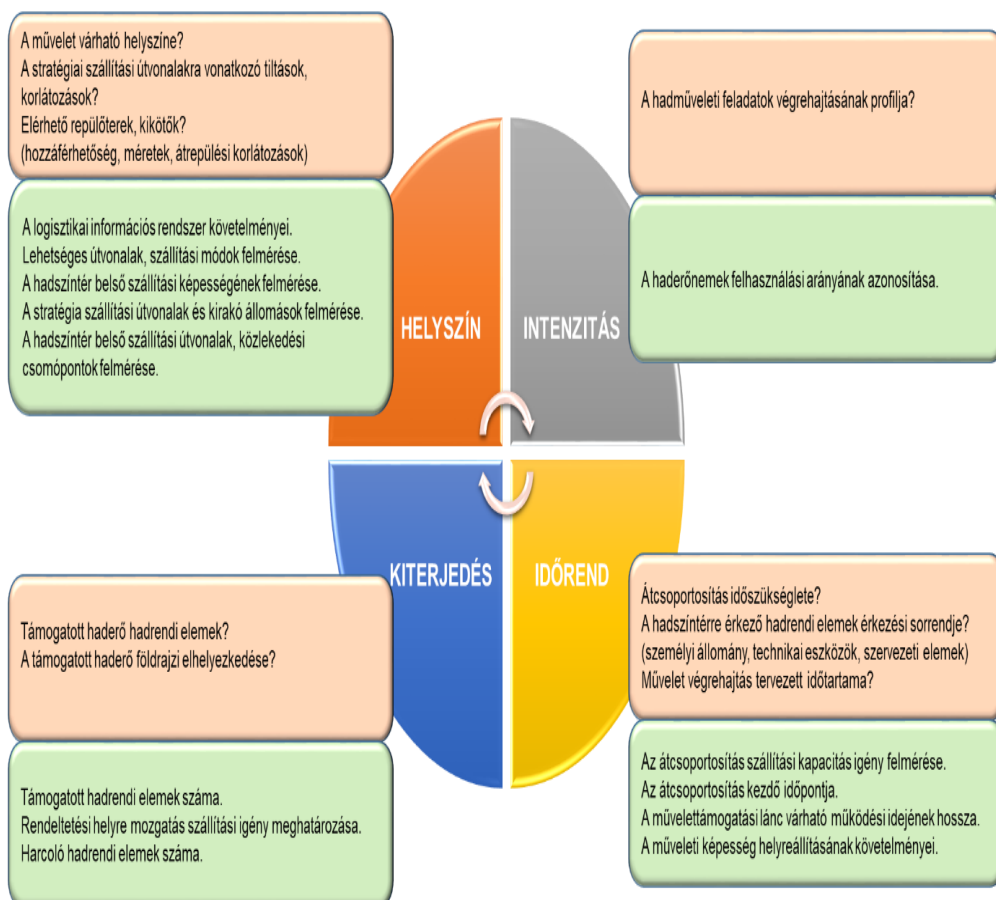 A művelet várható helyszíne?
A stratégiai szállítási útvonalakra vonatkozó tiltások,
korlátozások?
Elérhető repülőterek, kikötők?
(hozzáférhetőség, méretek, átrepülési korlátozások)
A logisztikai információs rendszer követelményei.
Lehetséges útvonalak, szállítási módok felmérése.
A hadszíntér belső szállítási képességének felmérése.
A stratégia szállítási útvonalak és kirakó állomások felmérése.
A hadszíntér belső szállítási útvonalak, közlekedési
csomópontok felmérése.
HELYSZÍN
A hadműveleti feladatok végrehajtásának profilja?
A haderőnemek felhasználási arányának azonosítása.
INTENZITÁS
Támogatott haderő hadrendi elemek?
A támogatott haderő földrajzi elhelyezkedése?
Támogatott hadrendi elemek száma.
Rendeltetési helyre mozgatás szállítási igény meghatározása.
Harcoló hadrendi elemek száma.
KITERJEDÉS
IDŐREND
Átcsoportosítás időszükséglete?
A hadszíntérre érkező hadrendi elemek érkezési sorrendje?
(személyi állomány, technikai eszközök, szervezeti elemek)
Művelet végrehajtás tervezett időtartama?
Az átcsoportosítás szállítási kapacitás igény felmérése.
Az átcsoportosítás kezdő időpontja.
A művelettámogatási lánc várható működési idejének hossza.
A műveleti képesség helyreállításának követelményei.